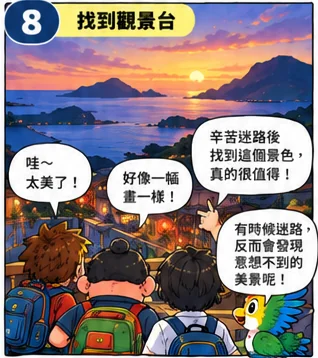 8 找到觀景台
哇～
太美了！
好像一幅
畫一樣！
辛苦迷路後
找到這個景色，
真的很值得！
有時候迷路，
反而會發現
意想不到的
美景呢！